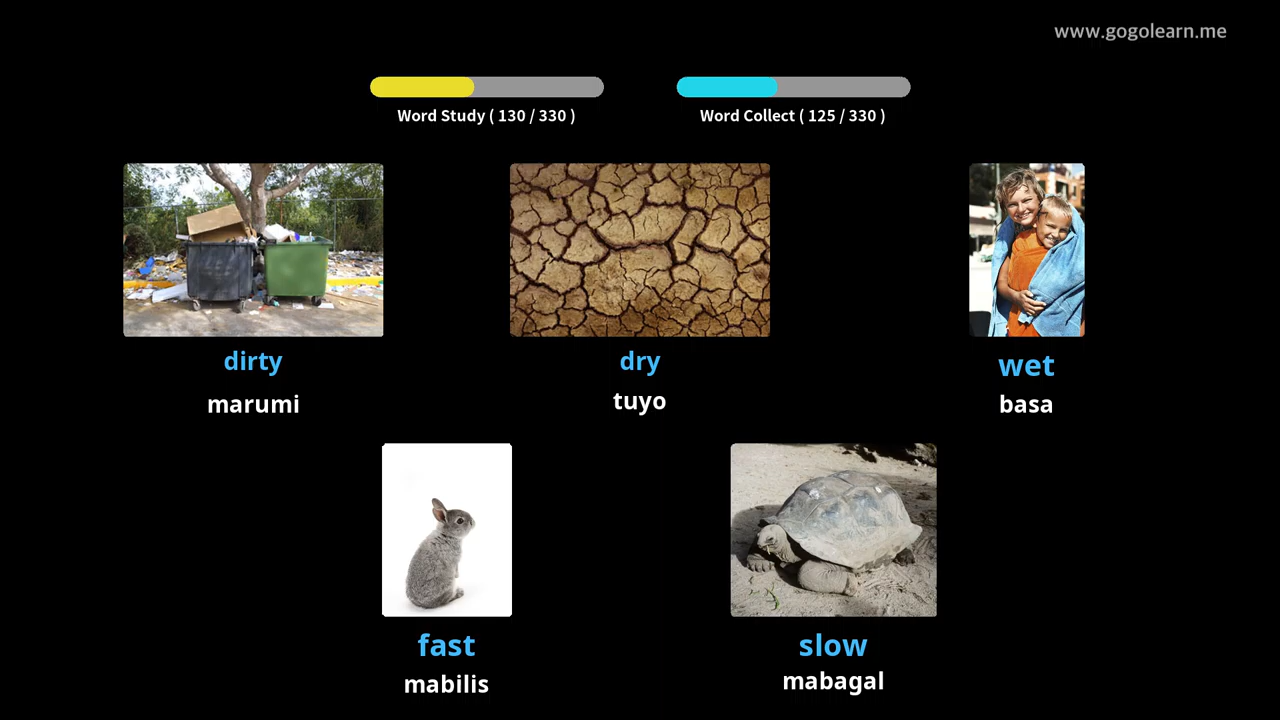 www.gogolearn.me
Word Study ( 130 / 330 )
Word Collect ( 125 / 330 )
dirty
dry
wet
marumi
tuyo
basa
fast
slow
mabilis
mabagal